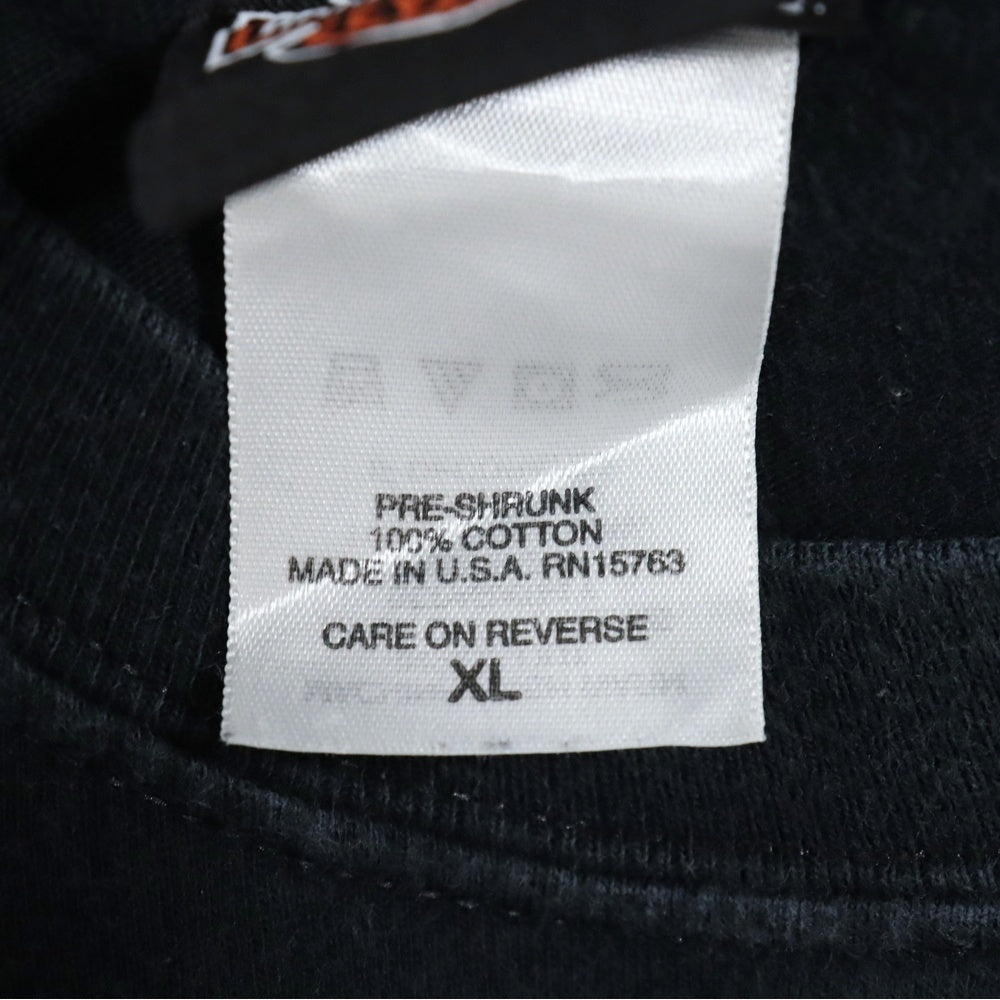 PRE-SHRUNK
100% COTTON
MADE IN U.S.A. RN15763
CARE ON REVERSE
XL